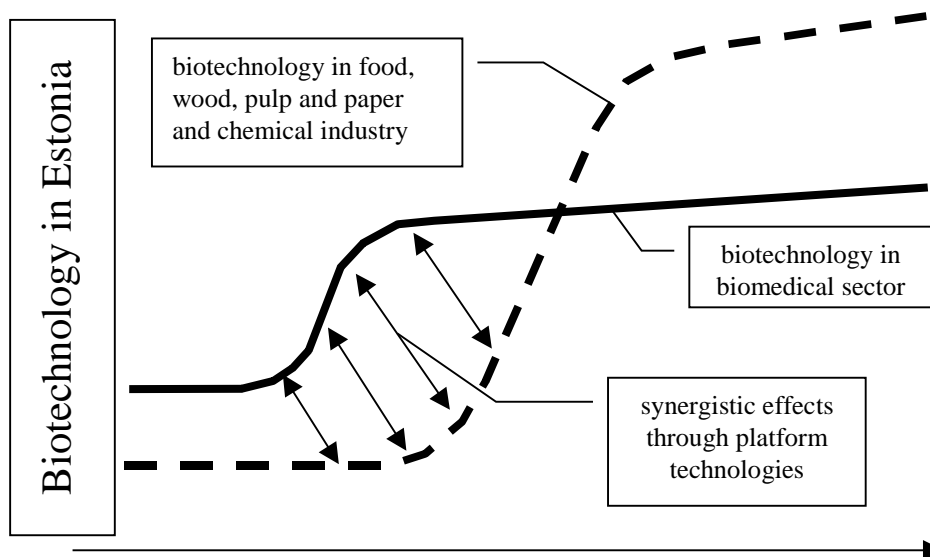 Biotechnology in Estonia
biotechnology in food,
wood, pulp and paper
and chemical industry
biotechnology in
biomedical sector
synergistic effects
through platform
technologies